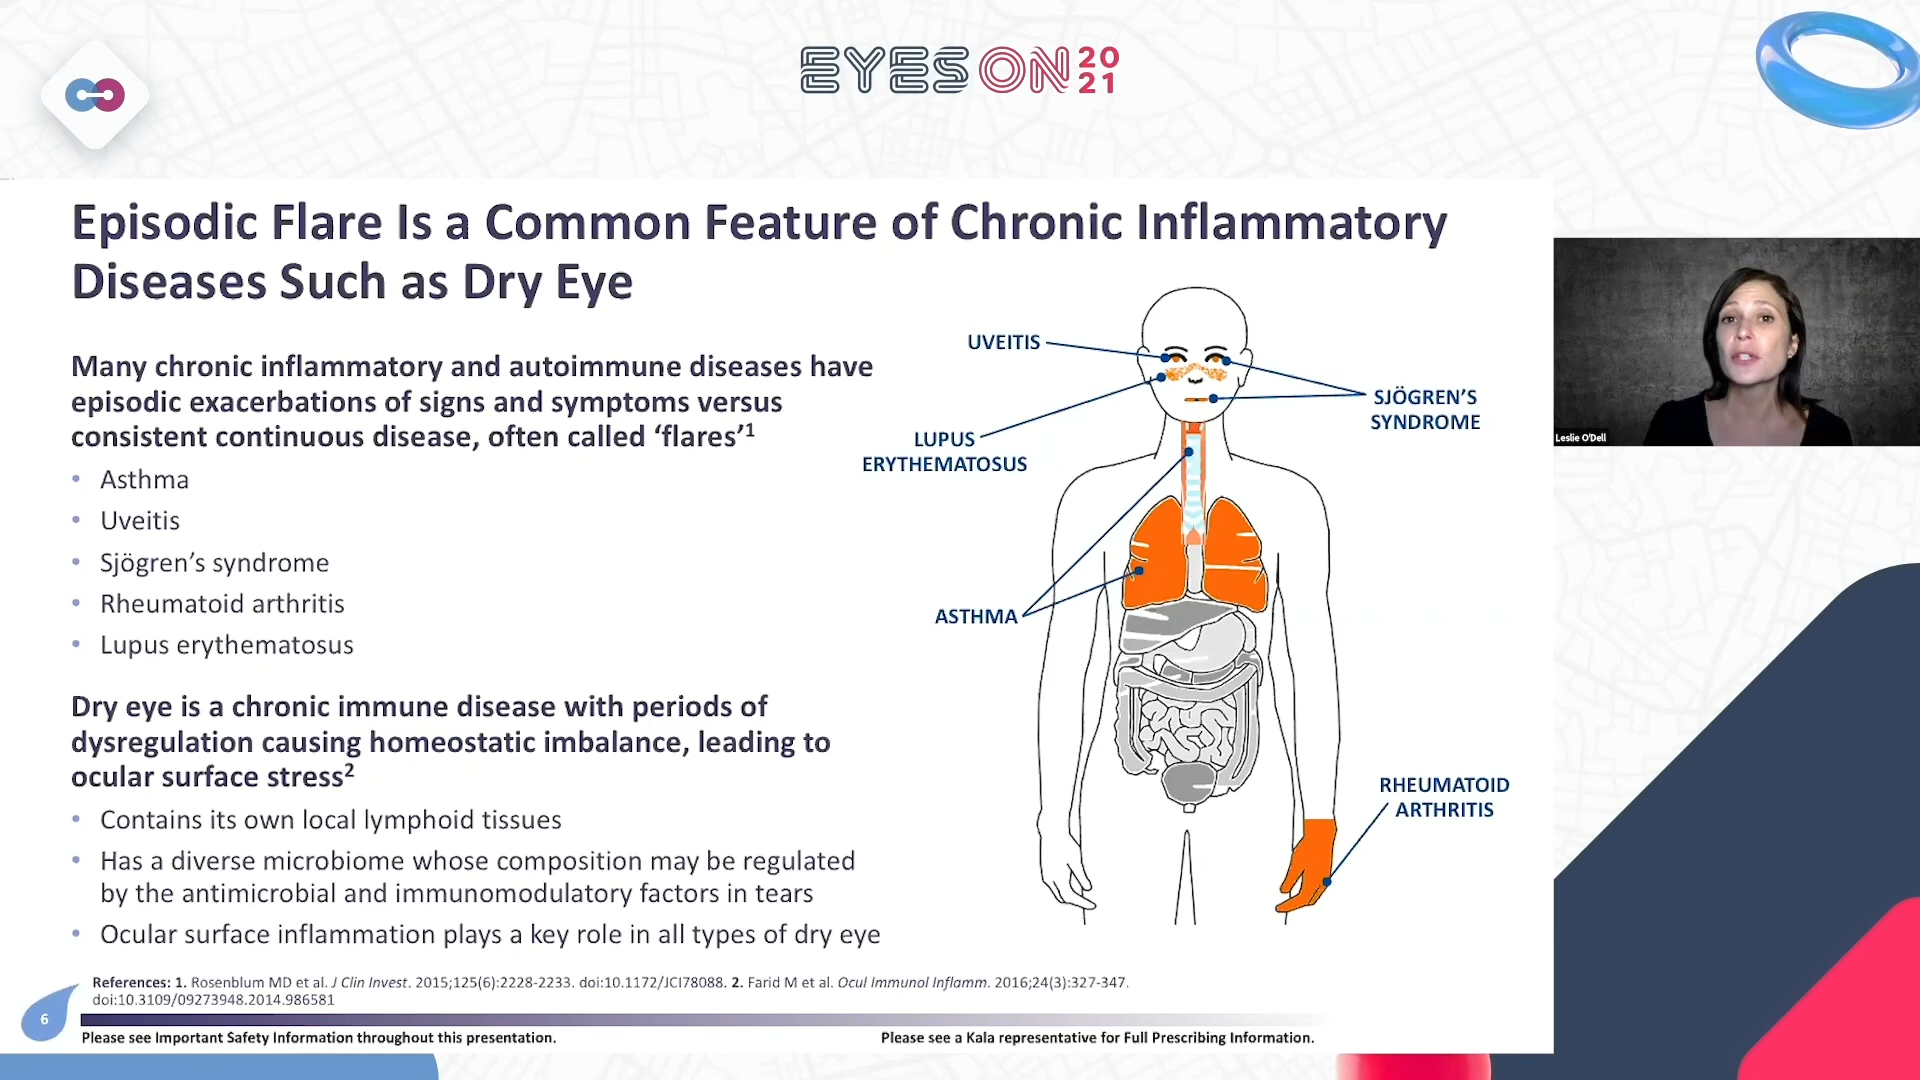 EYES ON 20
21
Episodic Flare Is a Common Feature of Chronic Inflammatory
Diseases Such as Dry Eye
Many chronic inflammatory and autoimmune diseases have
episodic exacerbations of signs and symptoms versus
consistent continuous disease, often called ‘flares’1
• Asthma
• Uveitis
• Sjögren’s syndrome
• Rheumatoid arthritis
• Lupus erythematosus
Dry eye is a chronic immune disease with periods of
dysregulation causing homeostatic imbalance, leading to
ocular surface stress2
• Contains its own local lymphoid tissues
• Has a diverse microbiome whose composition may be regulated
by the antimicrobial and immunomodulatory factors in tears
• Ocular surface inflammation plays a key role in all types of dry eye
UVEITIS
LUPUS
ERYTHEMATOSUS
SJÖGREN’S
SYNDROME
ASTHMA
RHEUMATOID
ARTHRITIS
Leslie O'Dell
References: 1. Rosenblum MD et al. J Clin Invest. 2015;125(6):2228-2233. doi:10.1172/JCI78088. 2. Farid M et al. Ocul Immunol Inflamm. 2016;24(3):327-347.
doi:10.3109/09273948.2014.986581
6
Please see Important Safety Information throughout this presentation.
Please see a Kala representative for Full Prescribing Information.